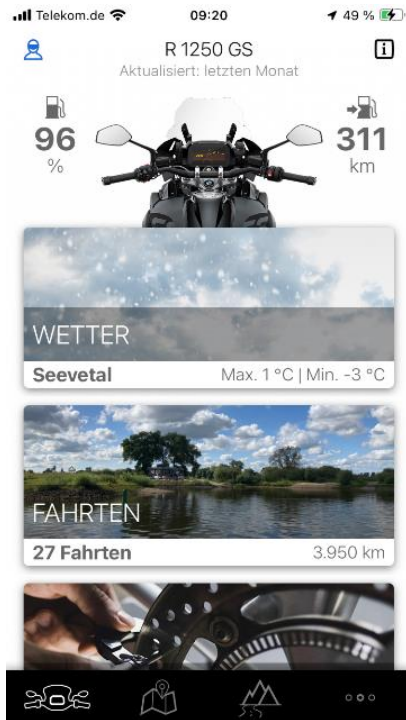 Telekom.de
09:20
49 %
R 1250 GS
Aktualisiert: letzten Monat
96
%
311
km
WETTER
Seevetal Max. 1 °C | Min. -3 °C
FAHRTEN
27 Fahrten 3.950 km